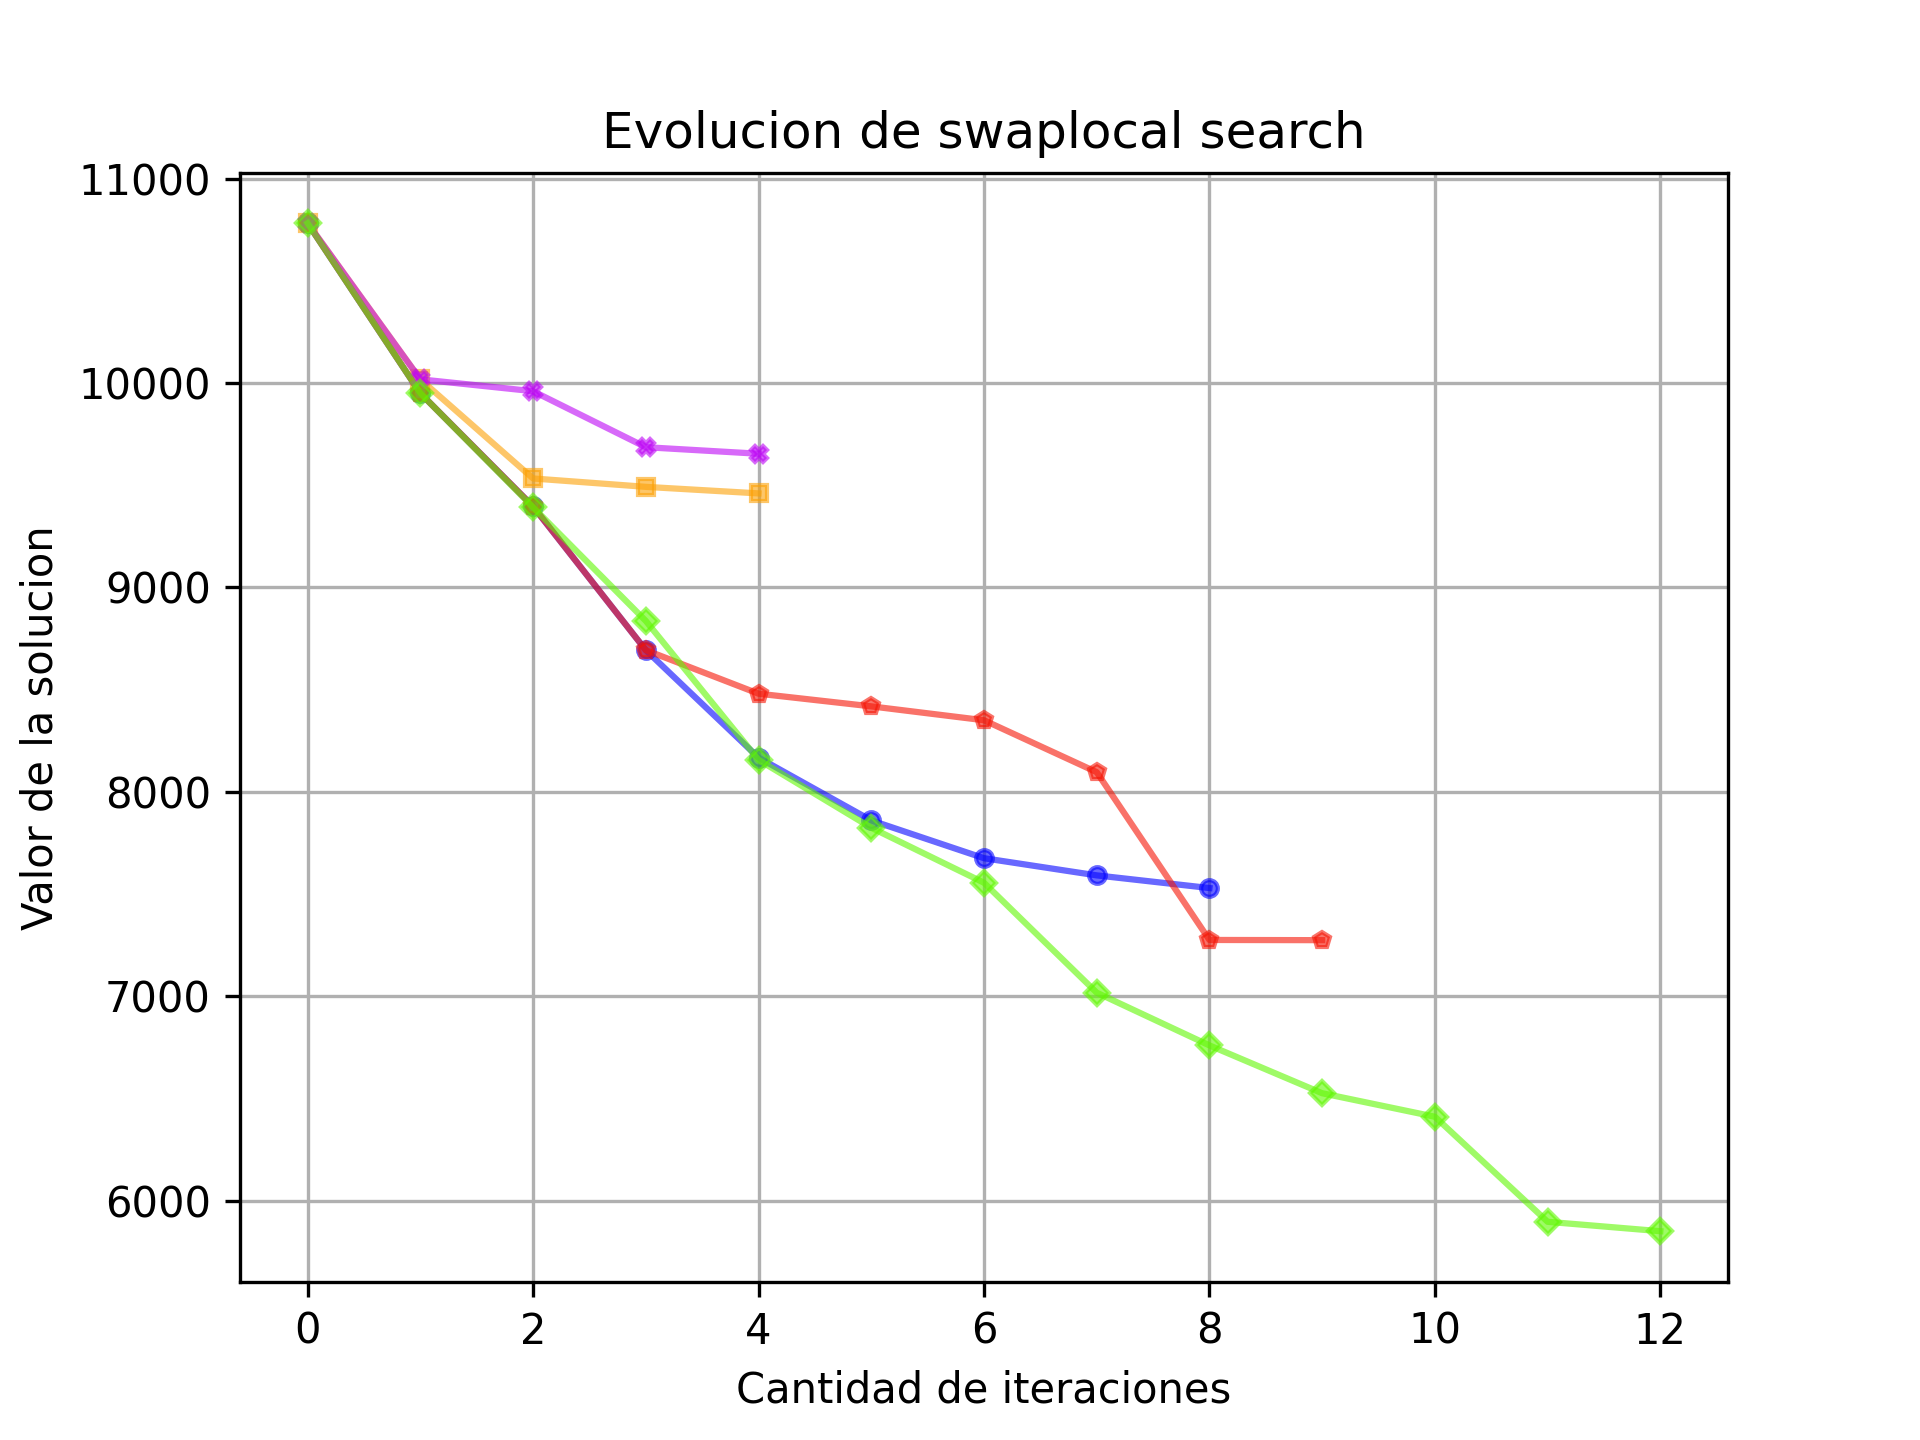 Evolucion de swaplocal search
11000
10000
9000
8000
7000
6000
Valor de la solucion
0 2 4 6 8 10 12
Cantidad de iteraciones